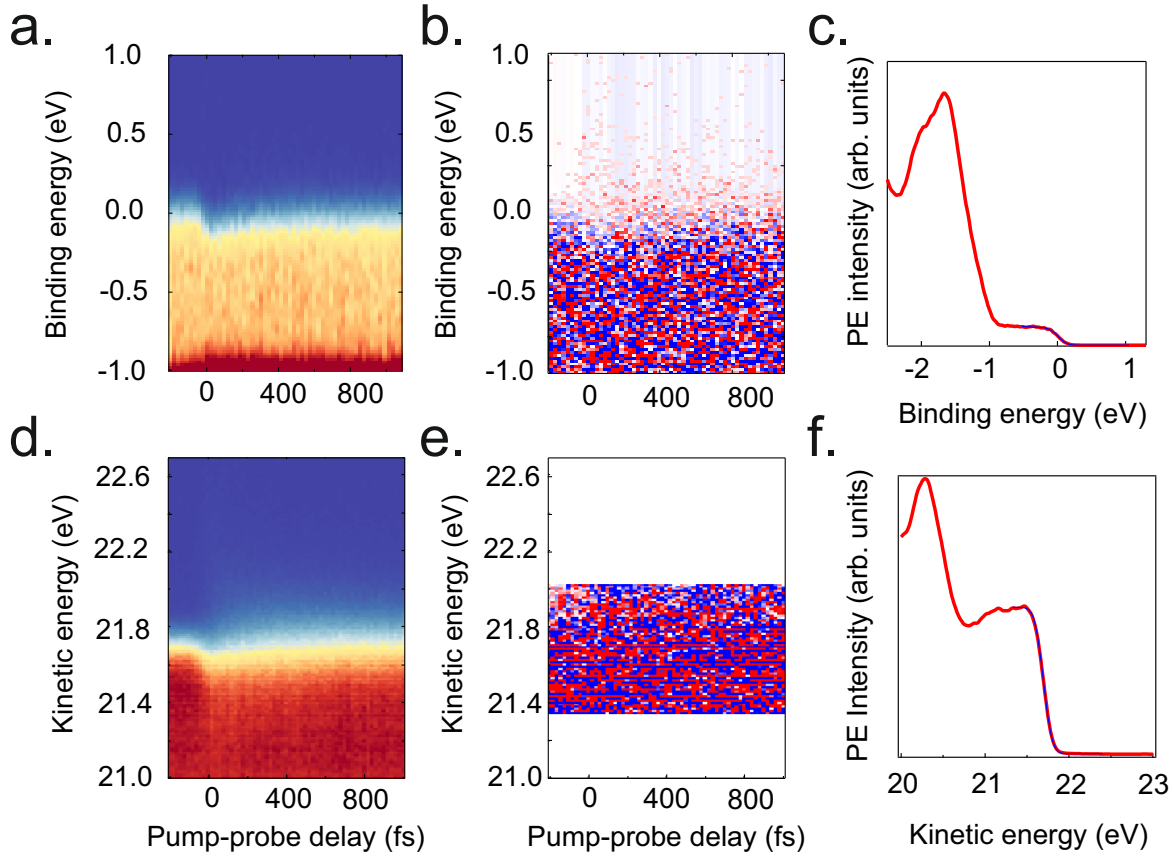 a.
Binding energy (eV)
1.0
0.5
0.0
-0.5
-1.0
0
400
800
b.
Binding energy (eV)
1.0
0.5
0.0
-0.5
-1.0
0
400
800
c.
PE intensity (arb. units)
-2
-1
0
1
Binding energy (eV)
d.
Kinetic energy (eV)
22.6
22.2
21.8
21.4
21.0
0
400
800
Pump-probe delay (fs)
e.
Kinetic energy (eV)
22.6
22.2
21.8
21.4
21.0
0
400
800
Pump-probe delay (fs)
f.
PE Intensity (arb. units)
20
21
22
23
Kinetic energy (eV)